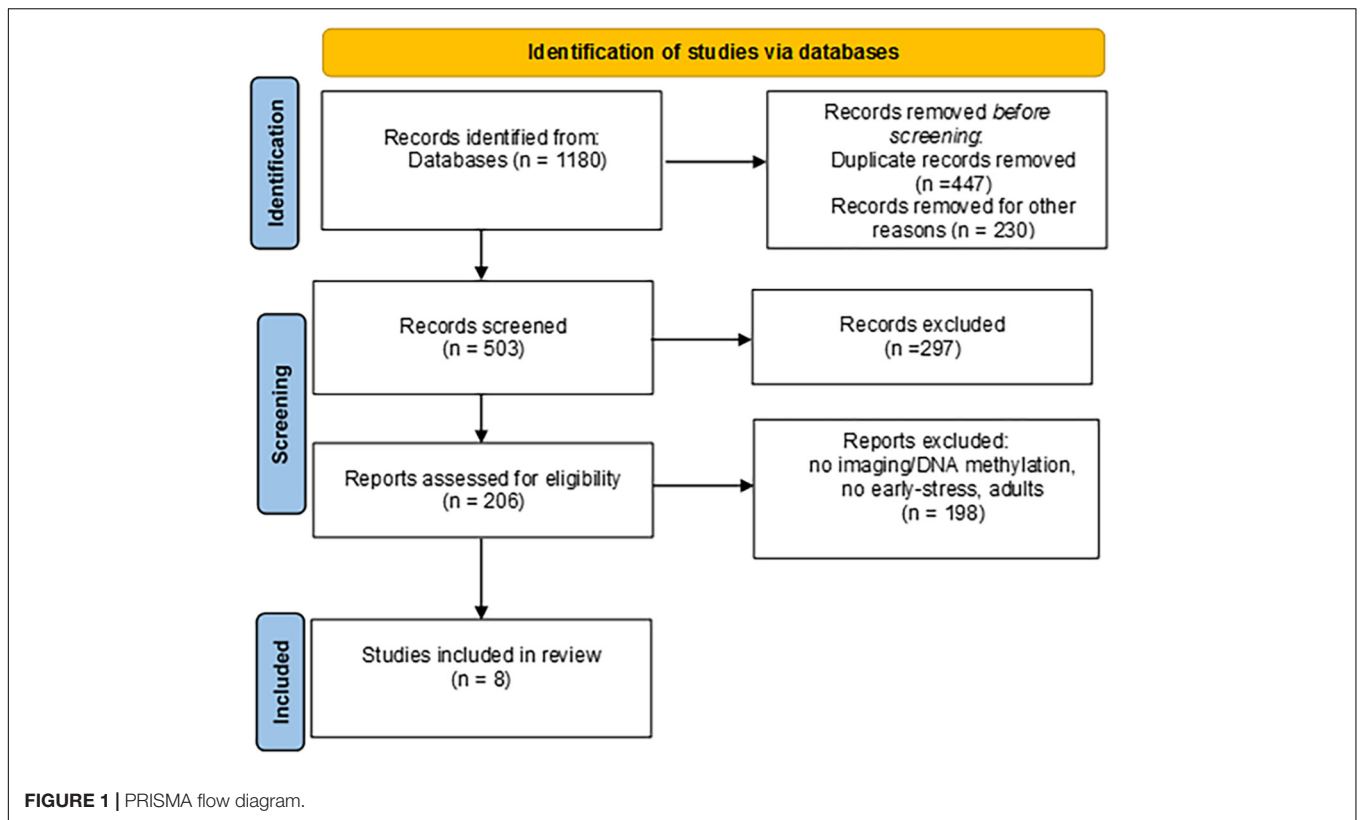 Identification of studies via databases
Identification
Records identified from:
Databases (n = 1180)
Records removed before
screening:
Duplicate records removed
(n =447)
Records removed for other
reasons (n = 230)
Screening
Records screened
(n = 503)
Records excluded
(n =297)
Reports assessed for eligibility
(n = 206)
Reports excluded:
no imaging/DNA methylation,
no early-stress, adults
(n = 198)
Included
Studies included in review
(n = 8)
FIGURE 1 | PRISMA flow diagram.